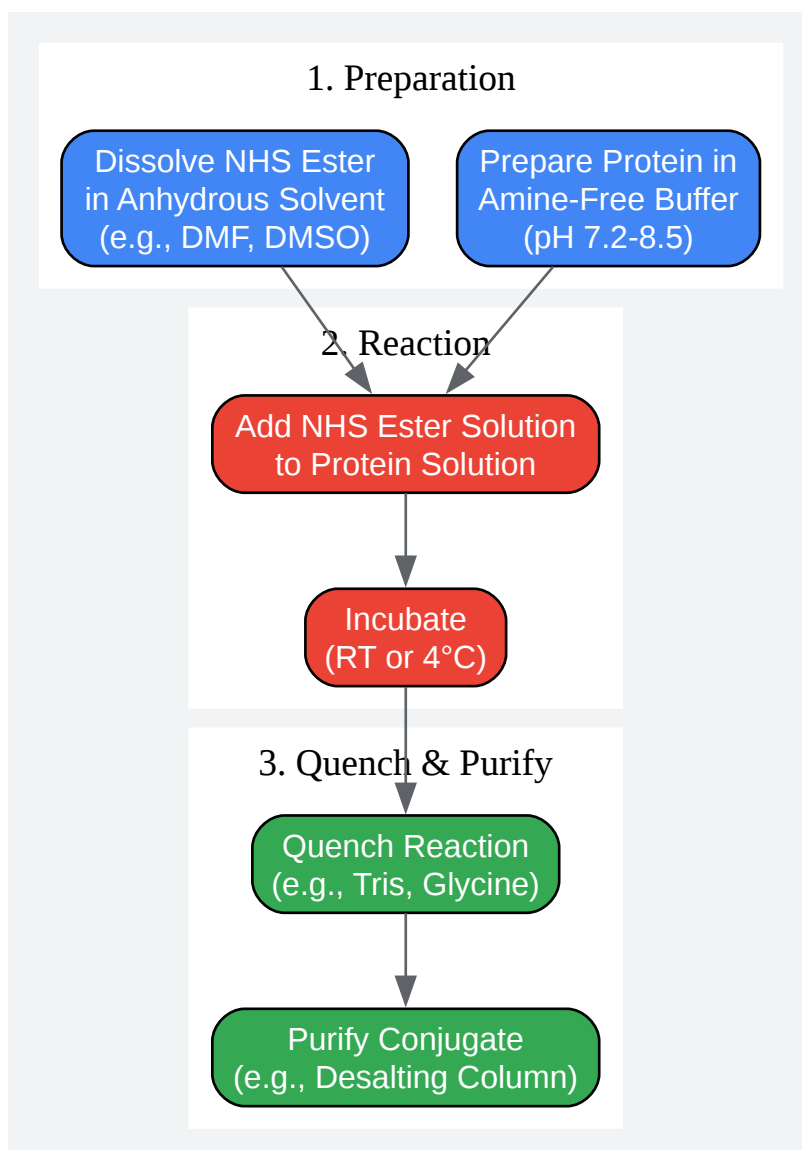 1. Preparation
Dissolve NHS Ester
in Anhydrous Solvent
(e.g., DMF, DMSO)
Prepare Protein in
Amine-Free Buffer
(pH 7.2-8.5)
2. Reaction
Add NHS Ester Solution
to Protein Solution
Incubate
(RT or 4°C)
3. Quench & Purify
Quench Reaction
(e.g., Tris, Glycine)
Purify Conjugate
(e.g., Desalting Column)